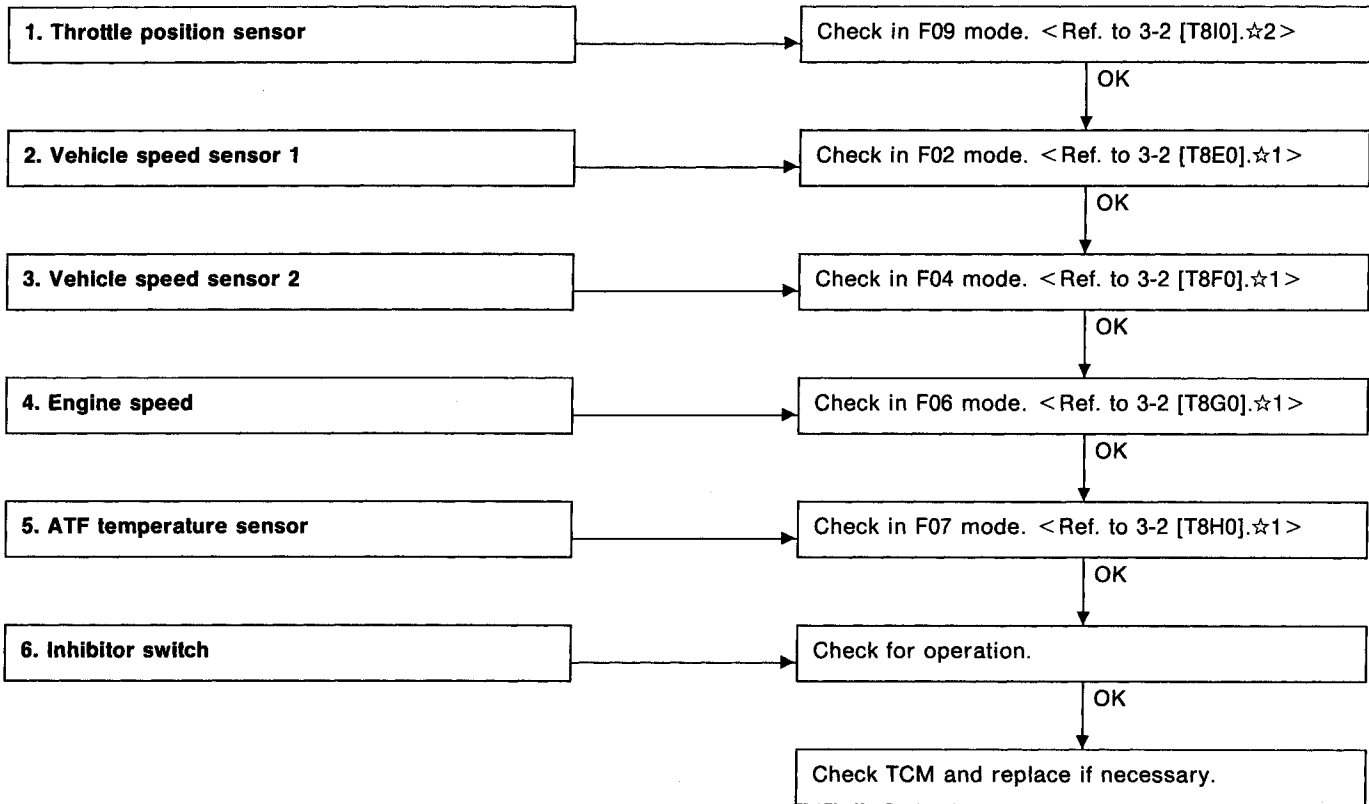 1. Throttle position sensor
Check in F09 mode. <Ref. to 3-2 [T8I0].☆2>
OK
2. Vehicle speed sensor 1
Check in F02 mode. <Ref. to 3-2 [T8E0].☆1>
OK
3. Vehicle speed sensor 2
Check in F04 mode. <Ref. to 3-2 [T8F0].☆1>
OK
4. Engine speed
Check in F06 mode. <Ref. to 3-2 [T8G0].☆1>
OK
5. ATF temperature sensor
Check in F07 mode. <Ref. to 3-2 [T8H0].☆1>
OK
6. Inhibitor switch
Check for operation.
OK
Check TCM and replace if necessary.